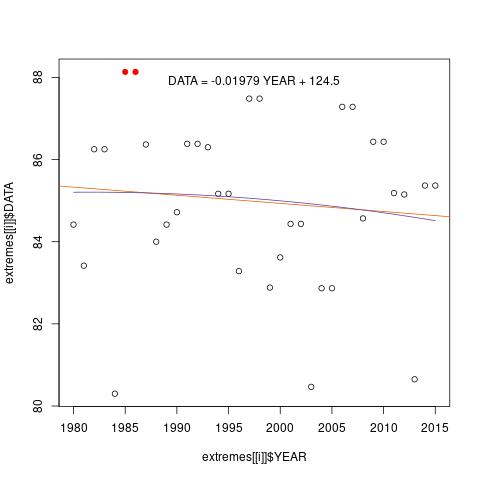 DATA = -0.01979 YEAR + 124.5
88
86
84
82
80
extremes[[i]]$DATA
1980 1985 1990 1995 2000 2005 2010 2015
extremes[[i]]$YEAR